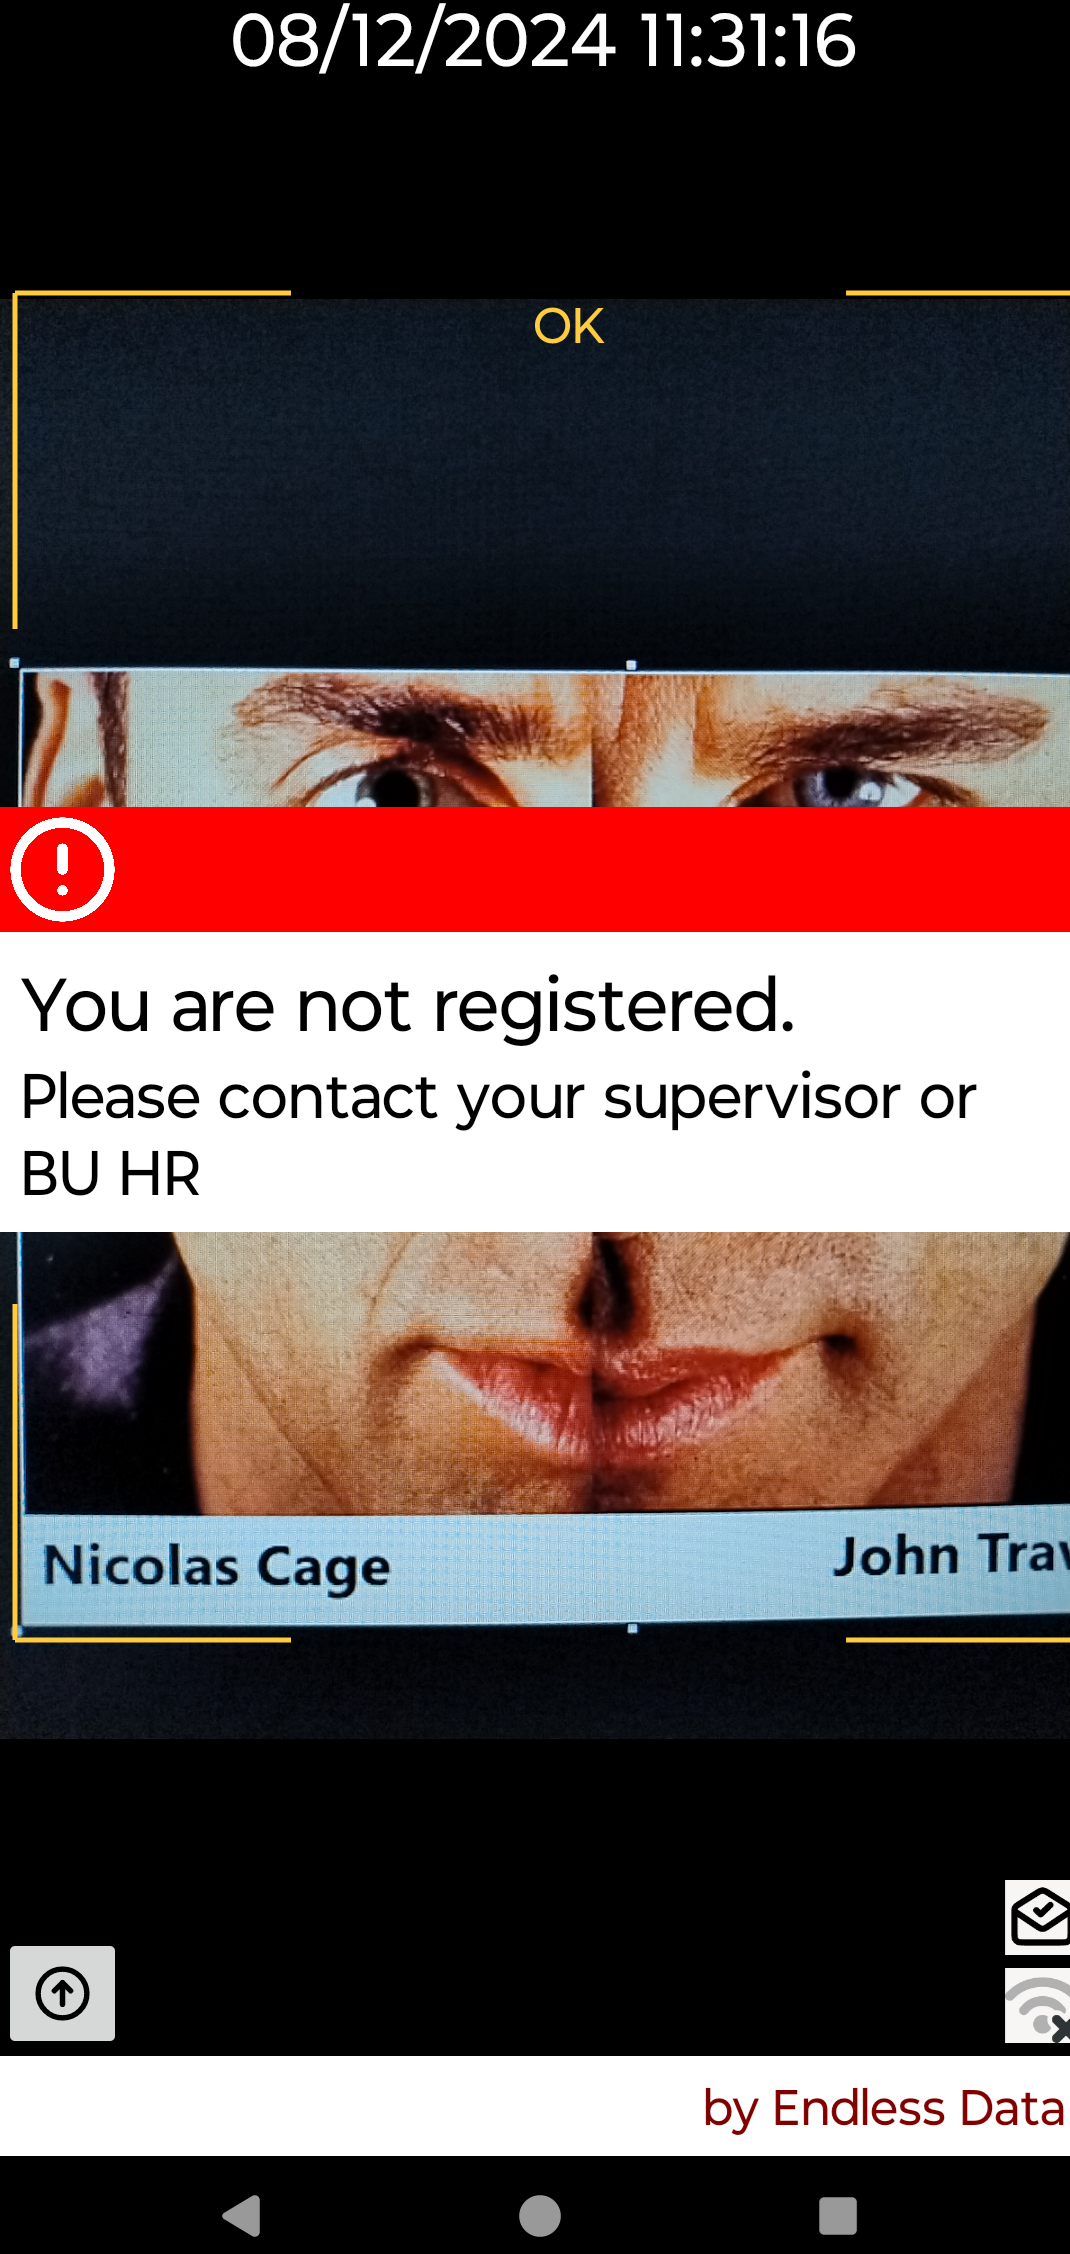 08/12/2024 11:31:16
OK
You are not registered.
Please contact your supervisor or
BU HR
Nicolas Cage
John Trav
by Endless Data